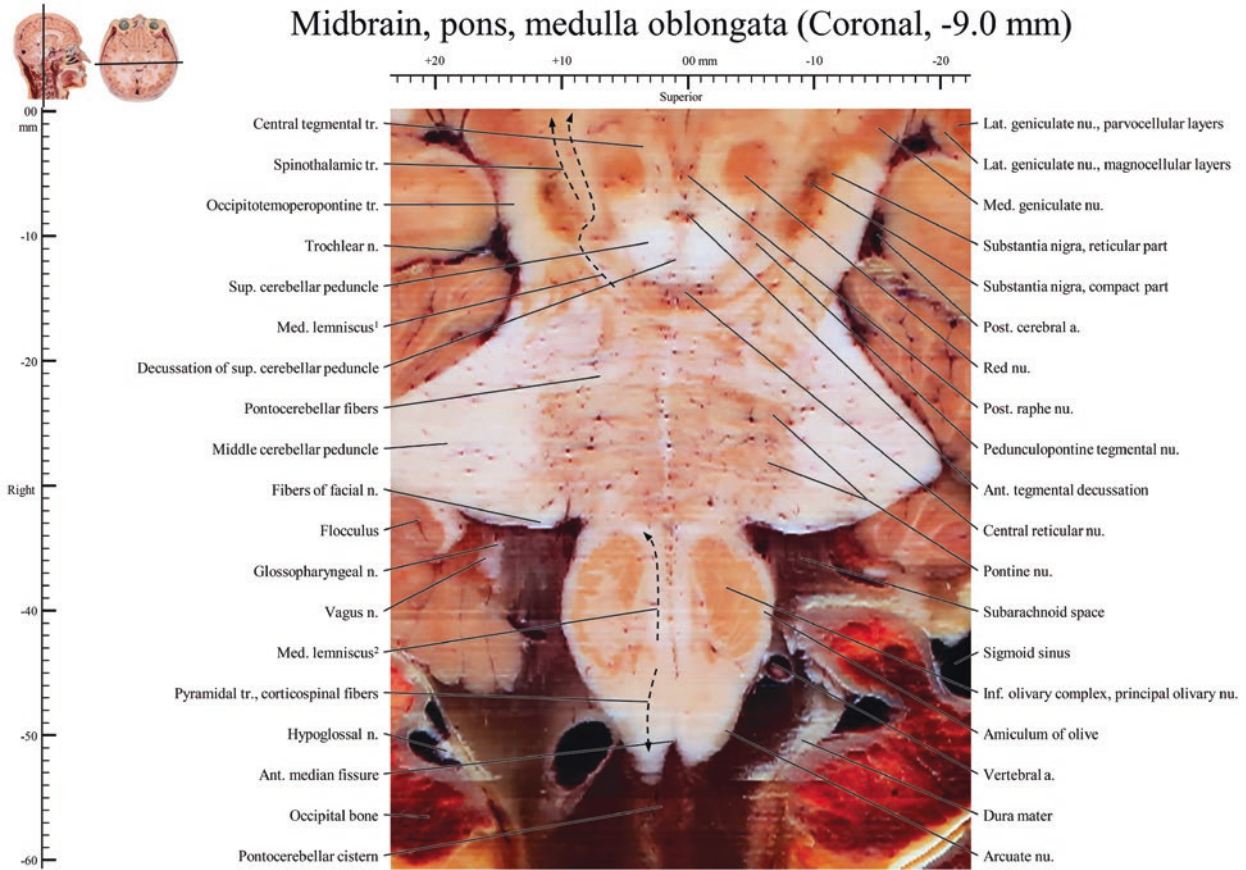 Midbrain, pons, medulla oblongata (Coronal, -9.0 mm)
+20 +10 00 mm -10 -20
Superior
00
mm
-10
-20
Right
-40
-50
-60
Central tegmental tr.
Spinothalamic tr.
Occipitotemoperopontine tr.
Trochlear n.
Sup. cerebellar peduncle
Med. lemniscus¹
Decussation of sup. cerebellar peduncle
Pontocerebellar fibers
Middle cerebellar peduncle
Fibers of facial n.
Flocculus
Glossopharyngeal n.
Vagus n.
Med. lemniscus²
Pyramidal tr., corticospinal fibers
Hypoglossal n.
Ant. median fissure
Occipital bone
Pontocerebellar cistern
Lat. geniculate nu., parvocellular layers
Lat. geniculate nu., magnocellular layers
Med. geniculate nu.
Substantia nigra, reticular part
Substantia nigra, compact part
Post. cerebral a.
Red nu.
Post. raphe nu.
Pedunculopontine tegmental nu.
Ant. tegmental decussation
Central reticular nu.
Pontine nu.
Subarachnoid space
Sigmoid sinus
Inf. olivary complex, principal olivary nu.
Amiculum of olive
Vertebral a.
Dura mater
Arcuate nu.